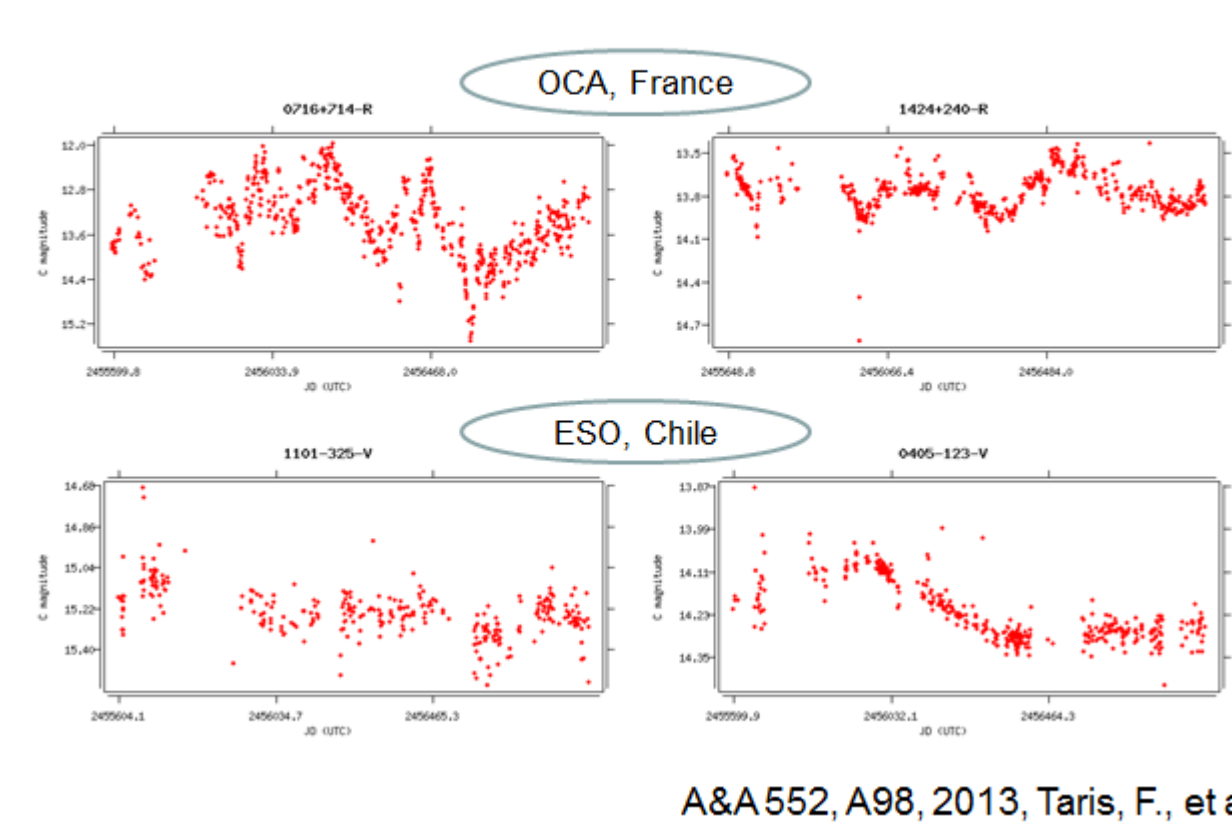 OCA, France
0716+714-R
1424+240-R
12.0
12.8
13.6
14.4
15.2
C magnitude
2455599.8 2456033.9 2456468.0
JD (UTC)
13.5
13.8
14.1
14.4
14.7
C magnitude
2455648.8 2456066.4 2456484.0
JD (UTC)
ESO, Chile
1101-325-V
0405-123-V
14.68
14.86
15.04
15.22
15.40
C magnitude
2455604.1 2456034.7 2456465.3
JD (UTC)
13.87
13.99
14.11
14.23
14.35
C magnitude
2455599.9 2456032.1 2456464.3
JD (UTC)
A&A 552, A98, 2013, Taris, F., et a